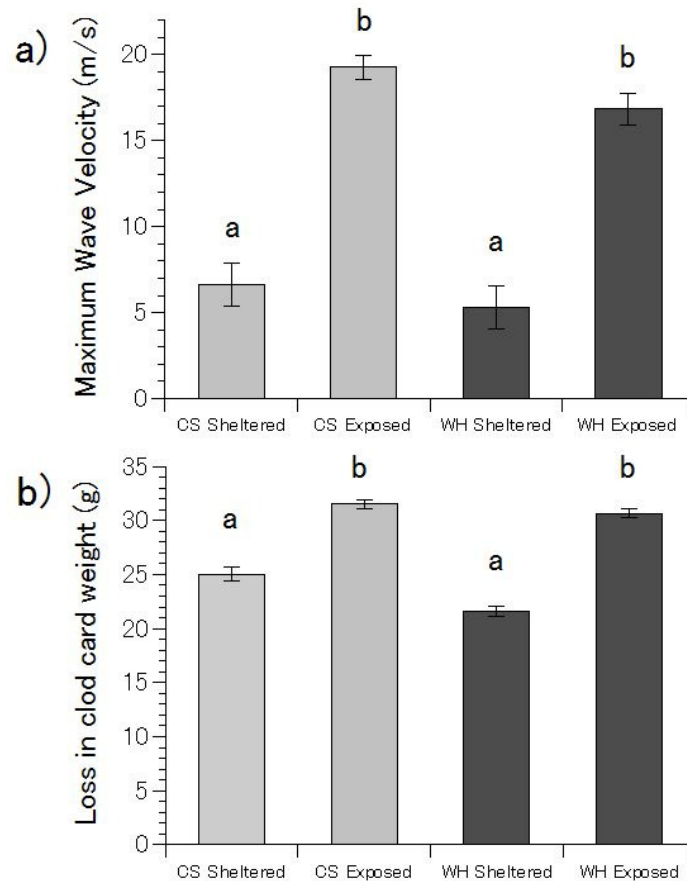 a)
Maximum Wave Velocity (m/s)
20
15
10
5
0
a
b
a
b
CS Sheltered
CS Exposed
WH Sheltered
WH Exposed
b)
Loss in clod card weight (g)
35
30
25
20
15
10
5
0
a
b
a
b
CS Sheltered
CS Exposed
WH Sheltered
WH Exposed